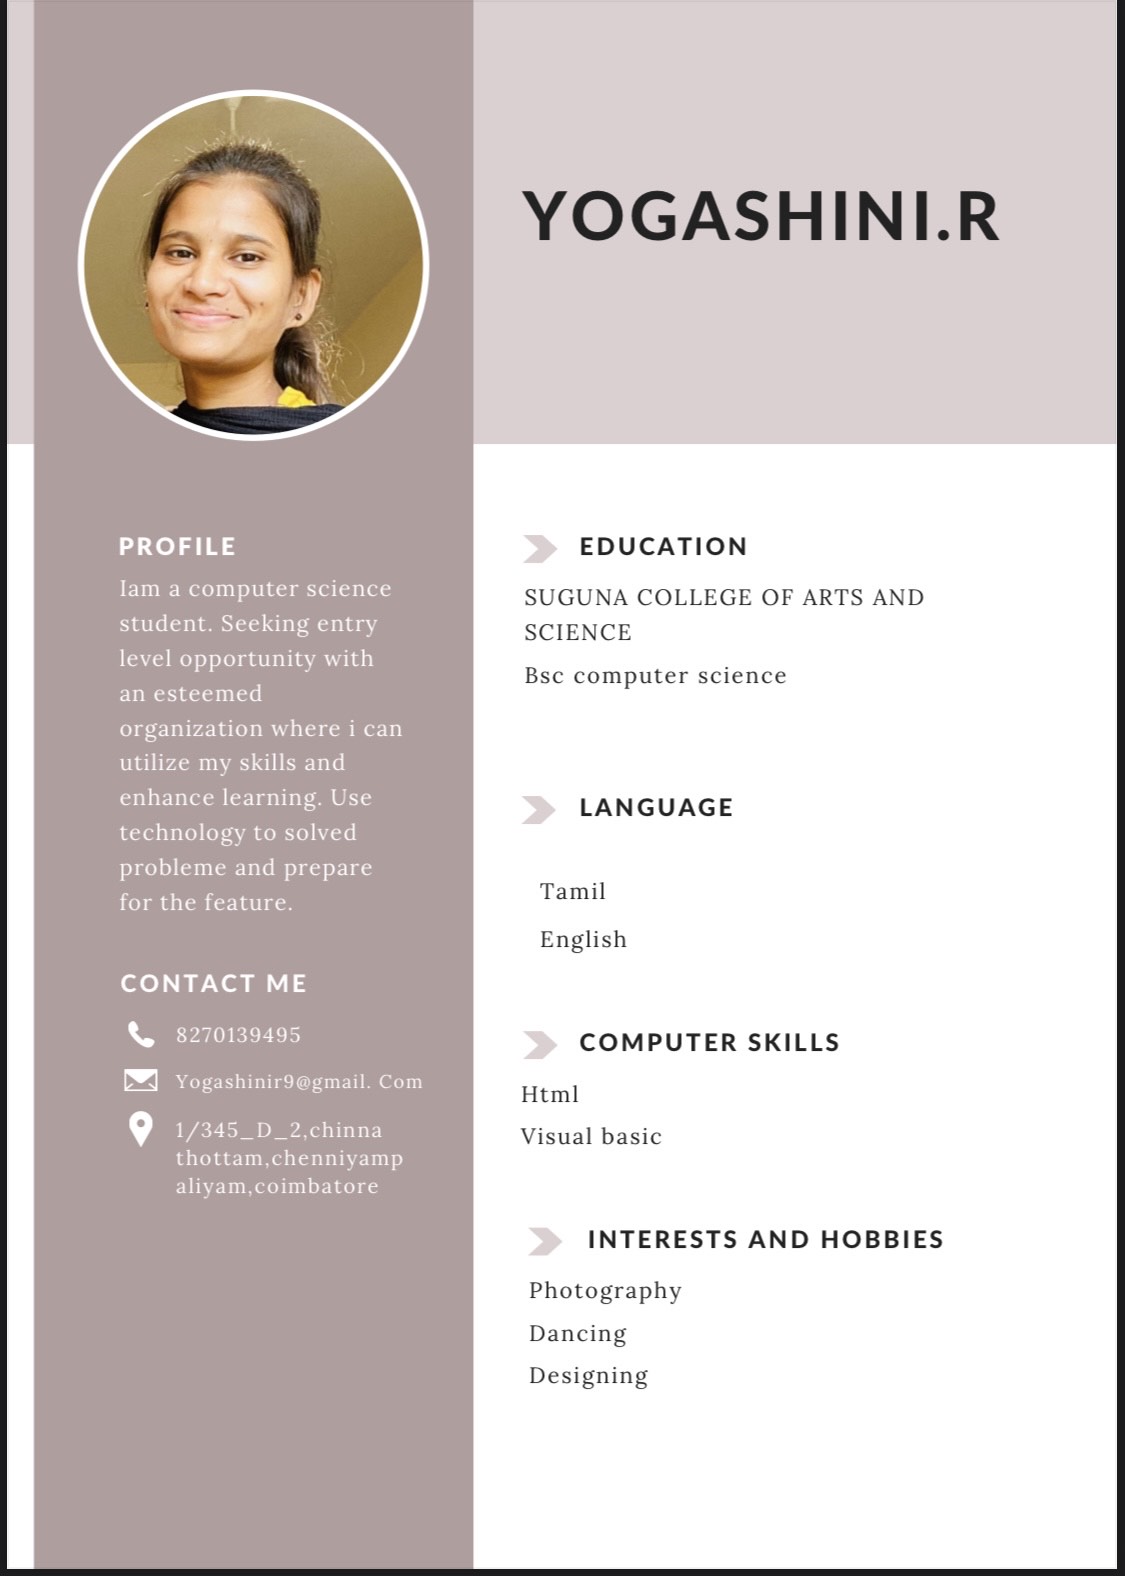 YOGASHINI.R
PROFILE
Iam a computer science
student. Seeking entry
level opportunity with
an esteemed
organization where i can
utilize my skills and
enhance learning. Use
technology to solved
probleme and prepare
for the feature.
CONTACT ME
8270139495
Yogashinir9@gmail. Com
1/345_D_2,chinna
thottam,chenniyamp
aliyam,coimbatore
EDUCATION
SUGUNA COLLEGE OF ARTS AND
SCIENCE
Bsc computer science
LANGUAGE
Tamil
English
COMPUTER SKILLS
Html
Visual basic
INTERESTS AND HOBBIES
Photography
Dancing
Designing